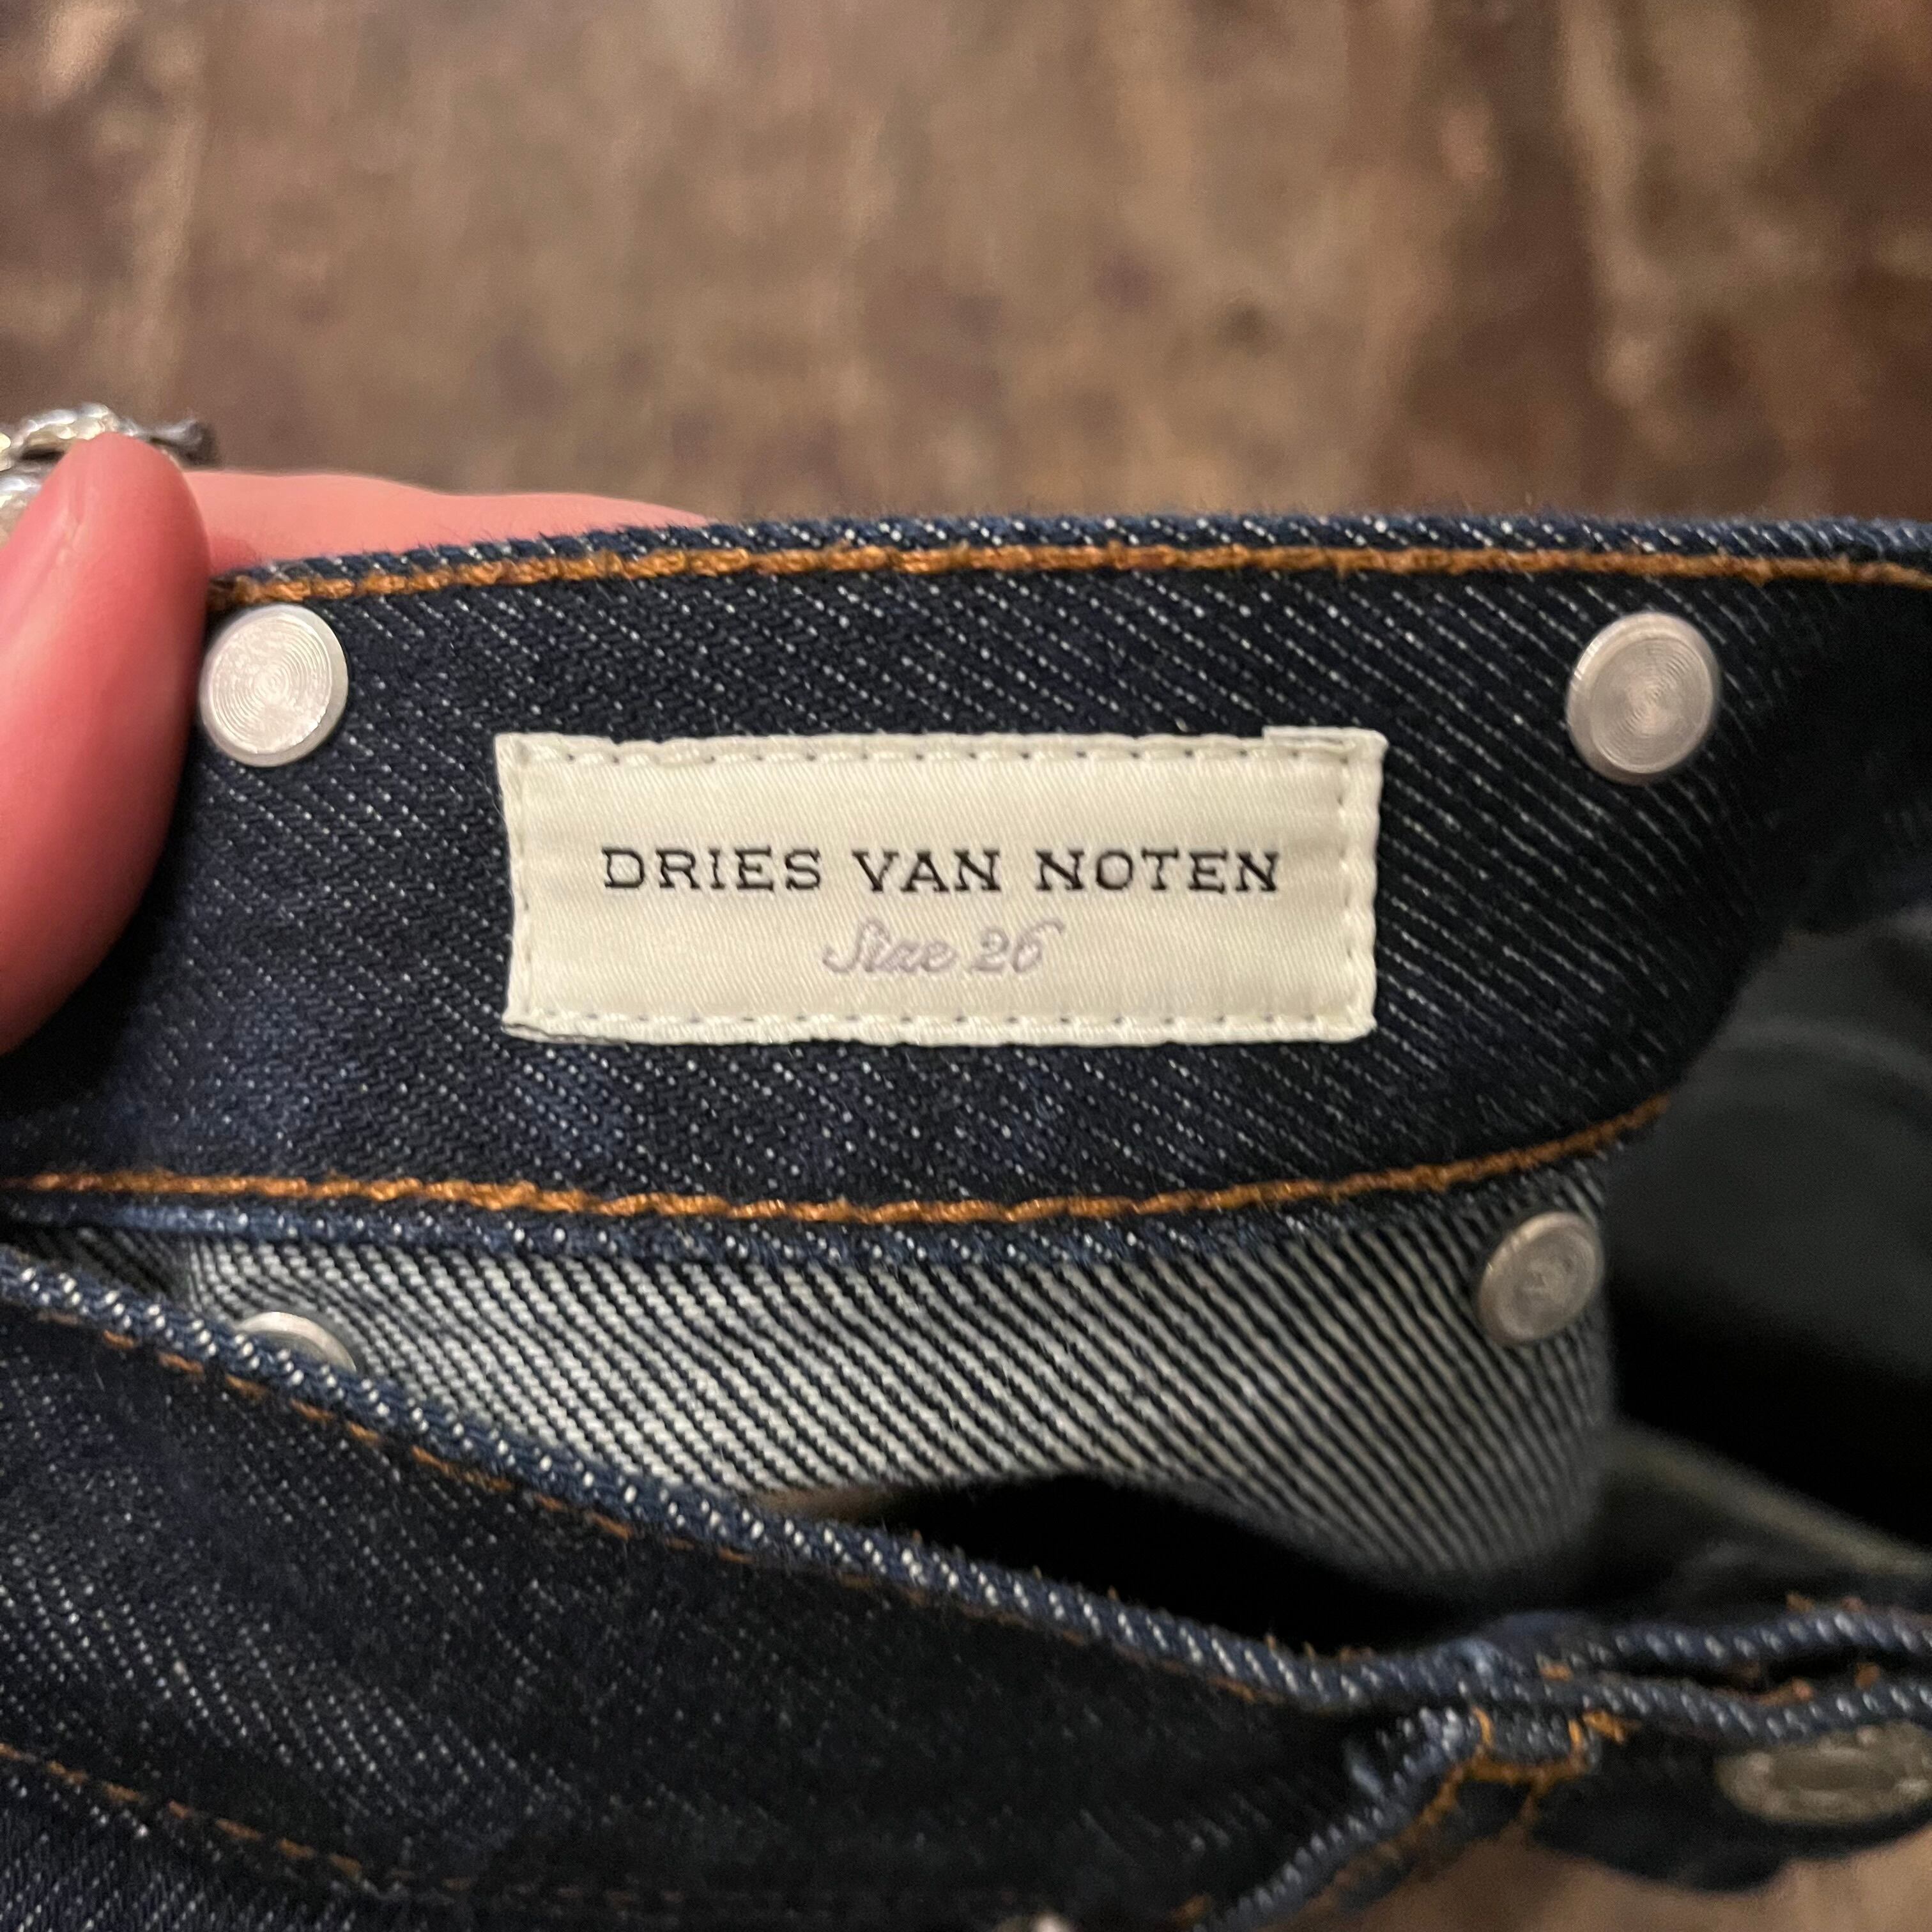 DRIES VAN NOTEN
Size 26